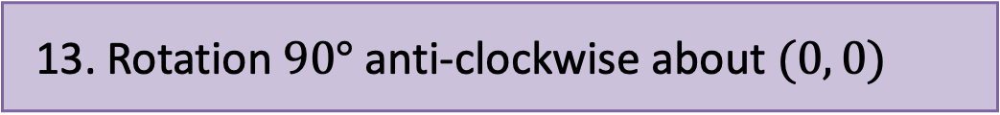 13. Rotation 90° anti-clockwise about (0, 0)